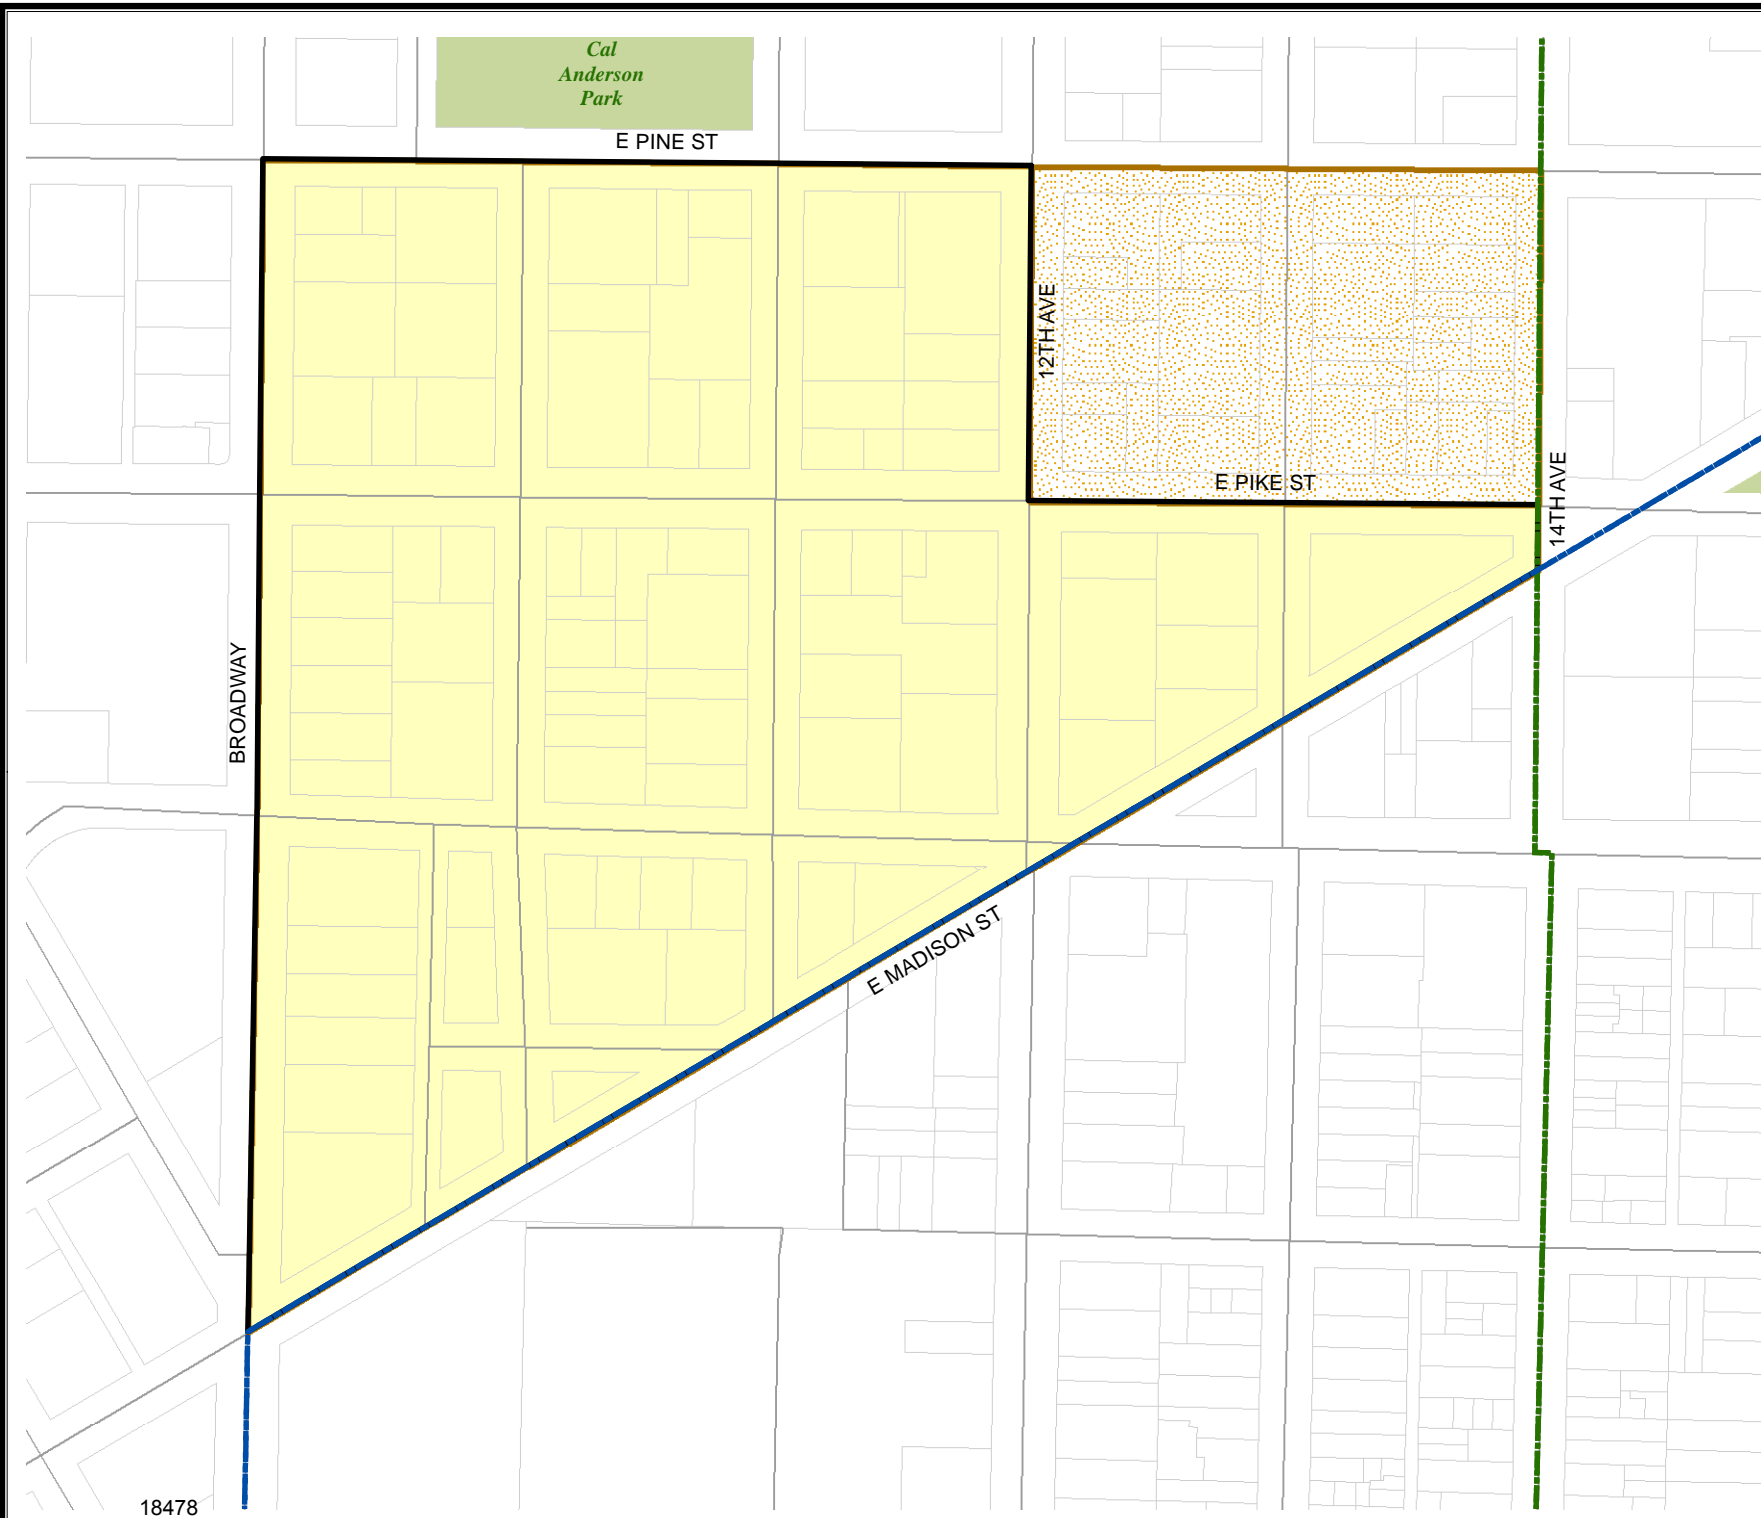 Cal
Anderson
Park
E PINE ST
12TH AVE
E PIKE ST
14TH AVE
BROADWAY
E MADISON ST
18478